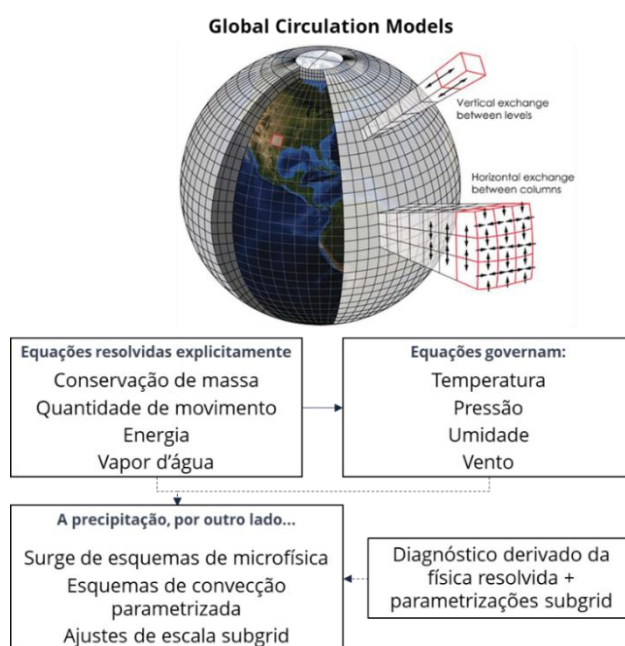 Global Circulation Models
Vertical exchange
between levels
Horizontal exchange
between columns
Equações resolvidas explicitamente
Conservação de massa
Quantidade de movimento
Energia
Vapor d’água
Equações governam:
Temperatura
Pressão
Umidade
Vento
A precipitação, por outro lado...
Surge de esquemas de microfísica
Esquemas de convecção
parametrizada
Ajustes de escala subgrid
Diagnóstico derivado da
física resolvida +
parametrizações subgrid